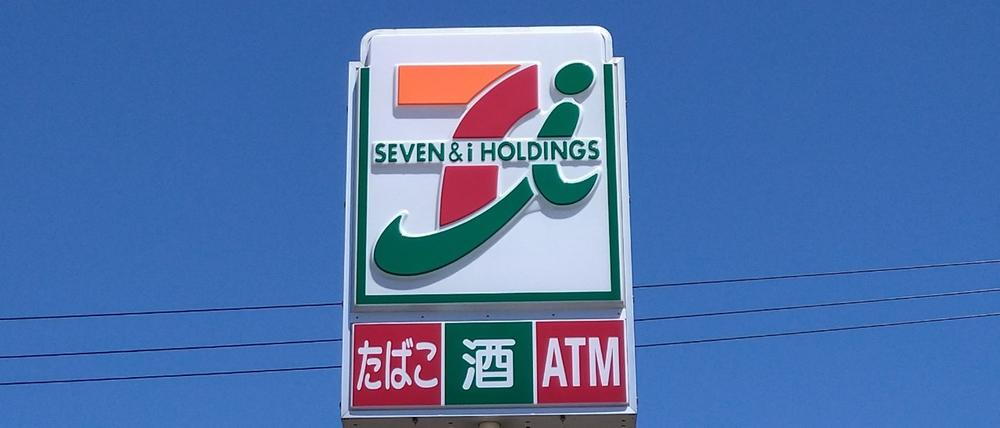 SEVEN & i HOLDINGS
たばこ 酒 ATM